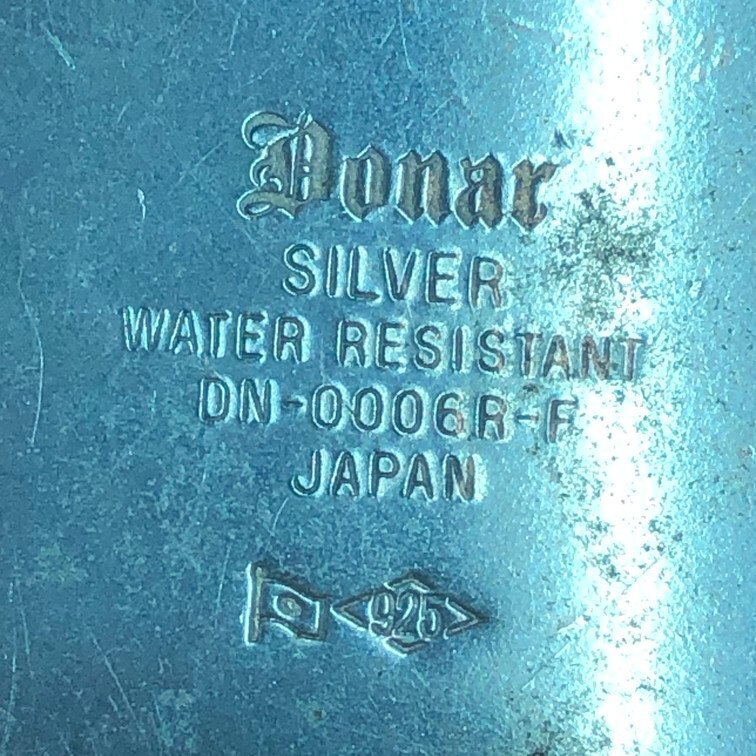 Donar
SILVER
WATER RESISTANT
DN-0006R-F
JAPAN
925